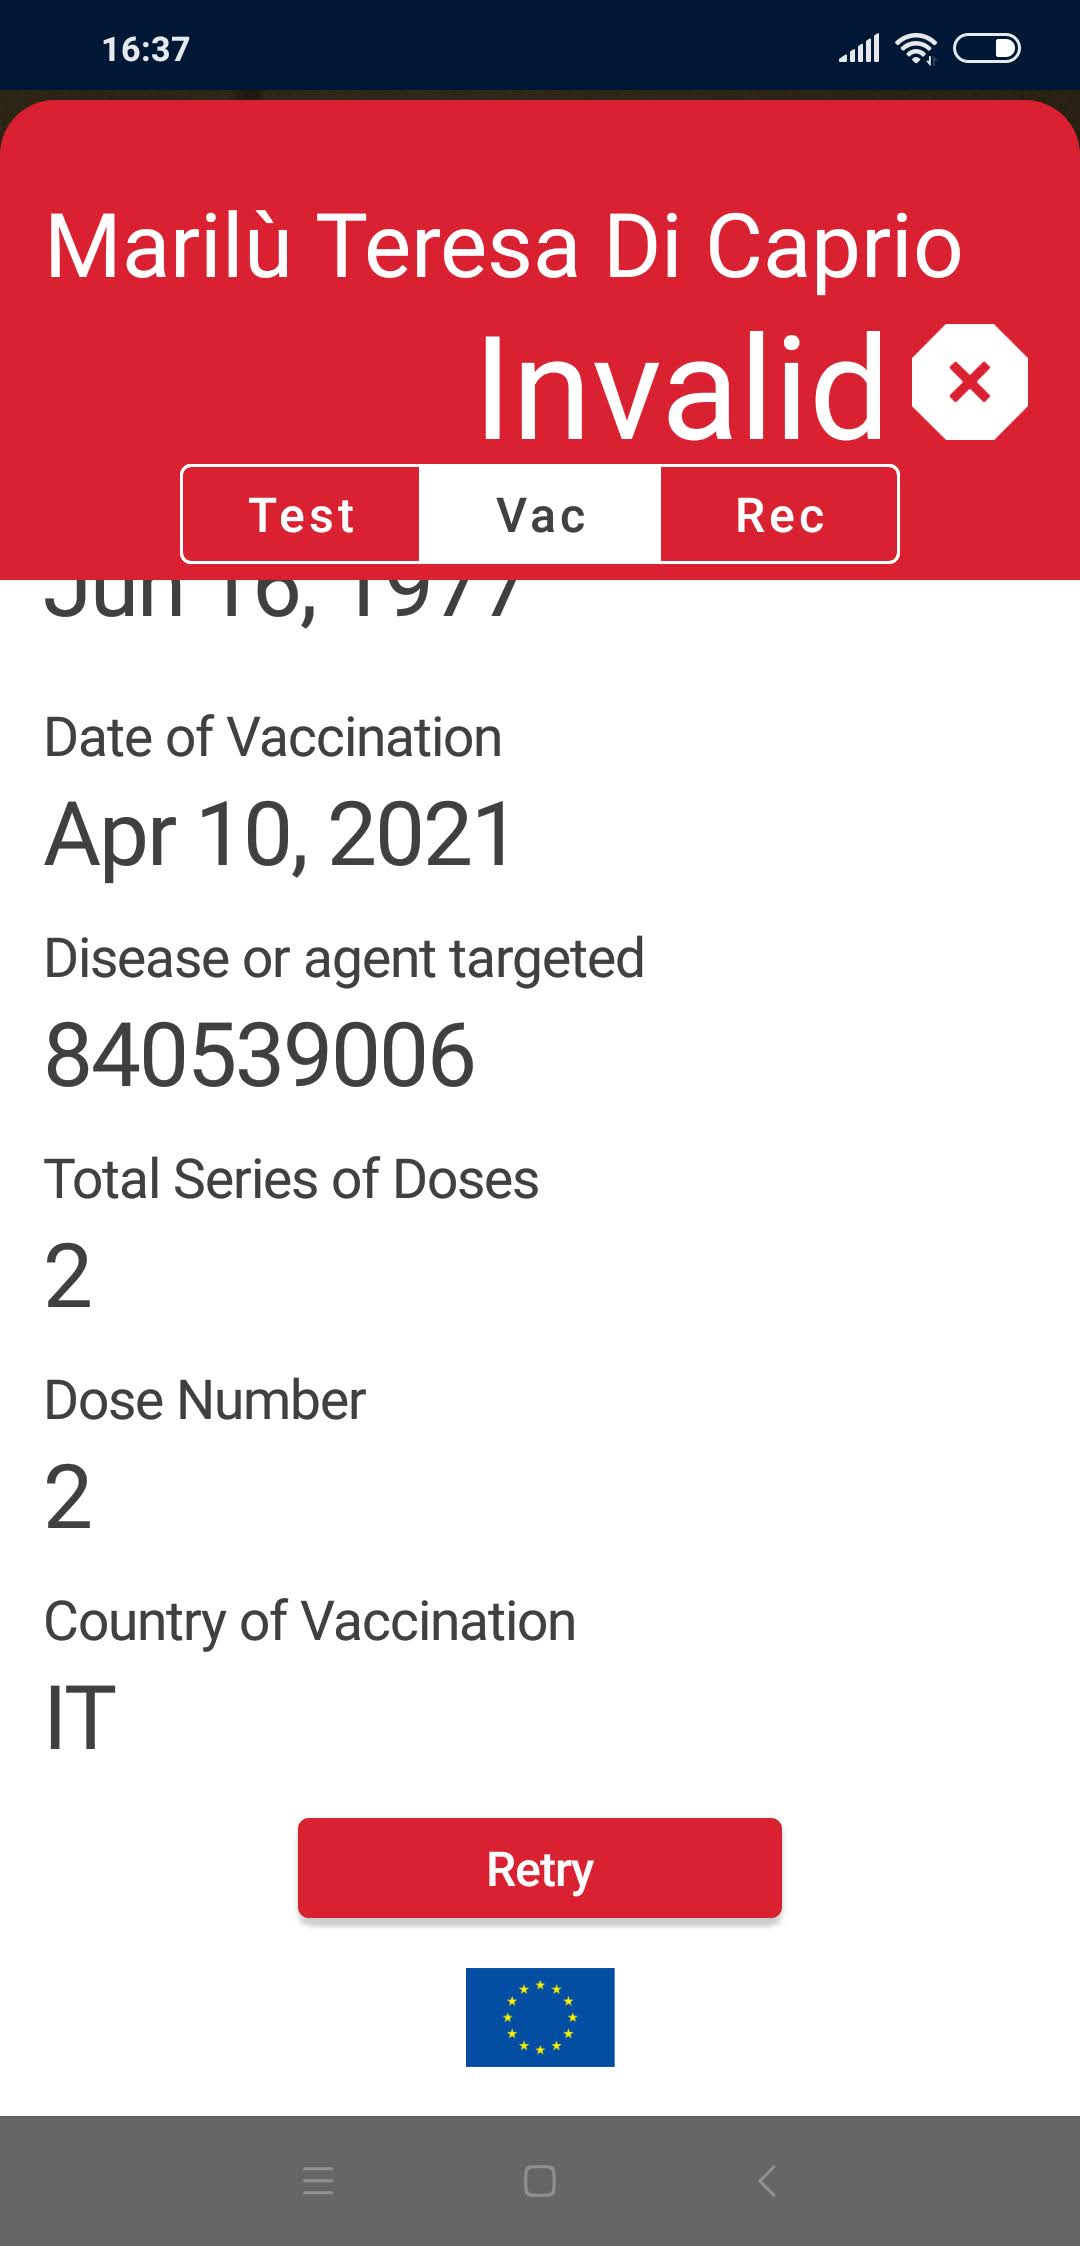 16:37
Marilù Teresa Di Caprio
Invalid
Test Vac Rec
Jun 16, 1977
Date of Vaccination
Apr 10, 2021
Disease or agent targeted
840539006
Total Series of Doses
2
Dose Number
2
Country of Vaccination
IT
Retry